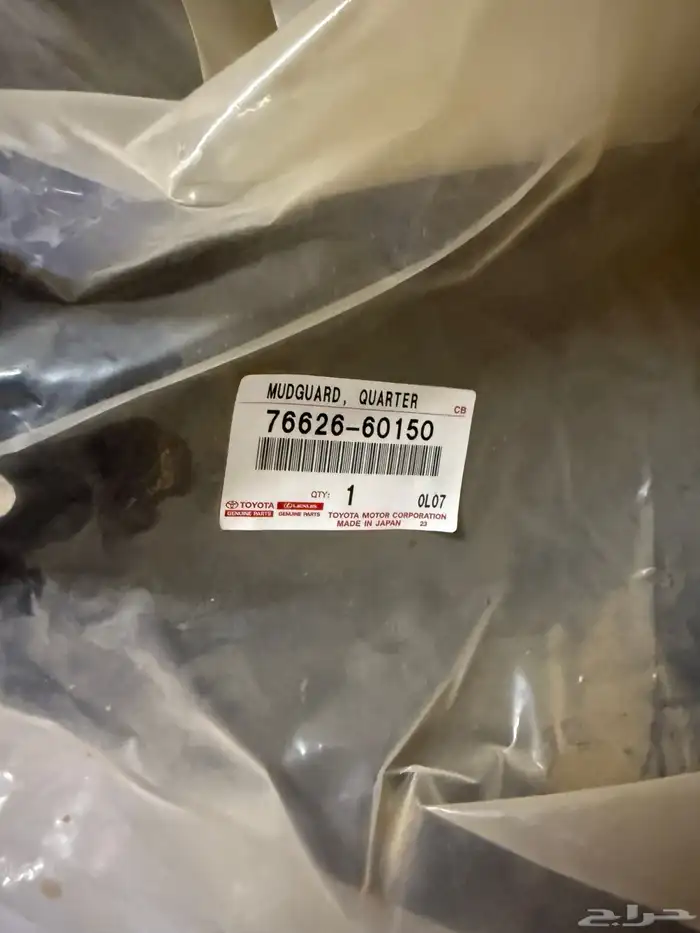 MUDGUARD, QUARTER
CB
76626-60150
QTY: 1
0L07
TOYOTA LEXUS
GENUINE PARTS GENUINE PARTS
TOYOTA MOTOR CORPORATION
MADE IN JAPAN 23
حراج